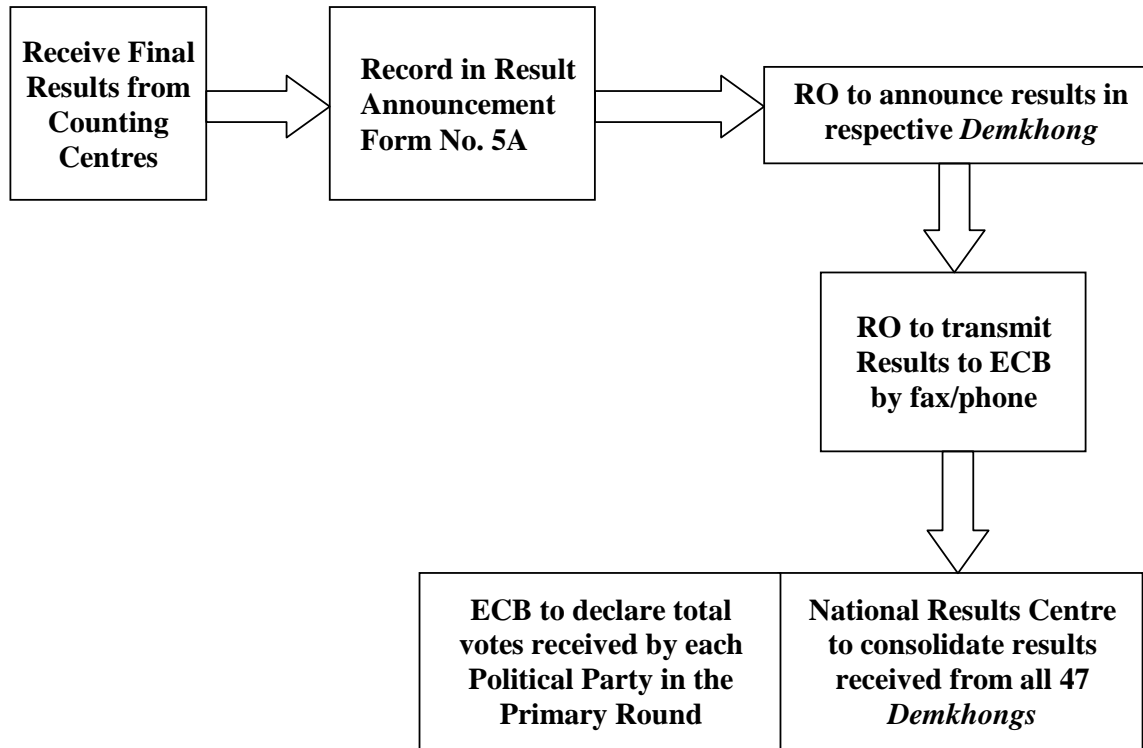 Receive Final
Results from
Counting
Centres
Record in Result
Announcement
Form No. 5A
RO to announce results in
respective Demkhong
RO to transmit
Results to ECB
by fax/phone
ECB to declare total
votes received by each
Political Party in the
Primary Round
National Results Centre
to consolidate results
received from all 47
Demkhongs